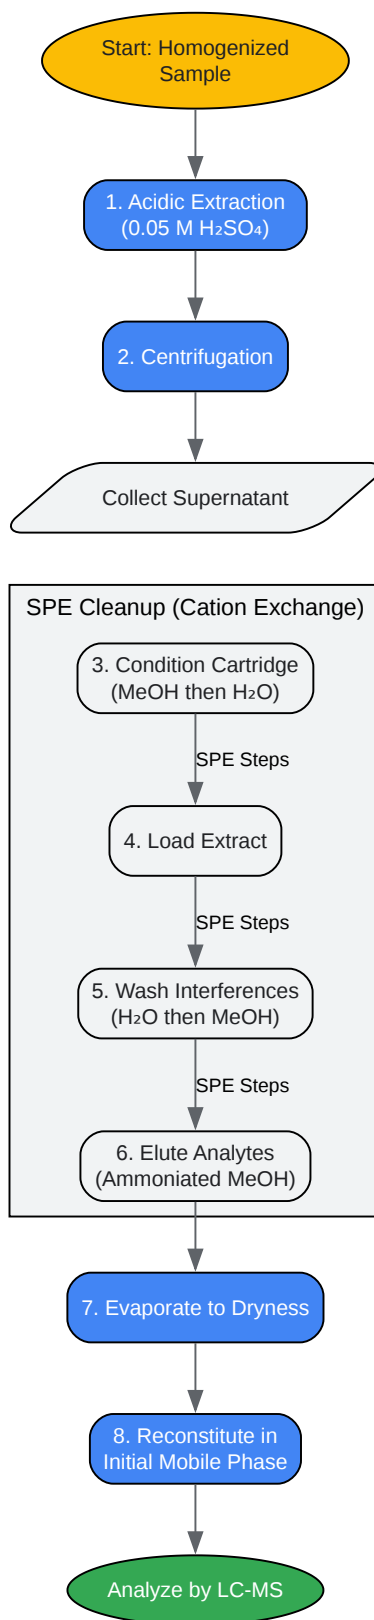 Start: Homogenized
Sample
1. Acidic Extraction
(0.05 M H₂SO₄)
2. Centrifugation
Collect Supernatant
SPE Cleanup (Cation Exchange)
3. Condition Cartridge
(MeOH then H₂O)
SPE Steps
4. Load Extract
SPE Steps
5. Wash Interferences
(H₂O then MeOH)
SPE Steps
6. Elute Analytes
(Ammoniated MeOH)
7. Evaporate to Dryness
8. Reconstitute in
Initial Mobile Phase
Analyze by LC-MS